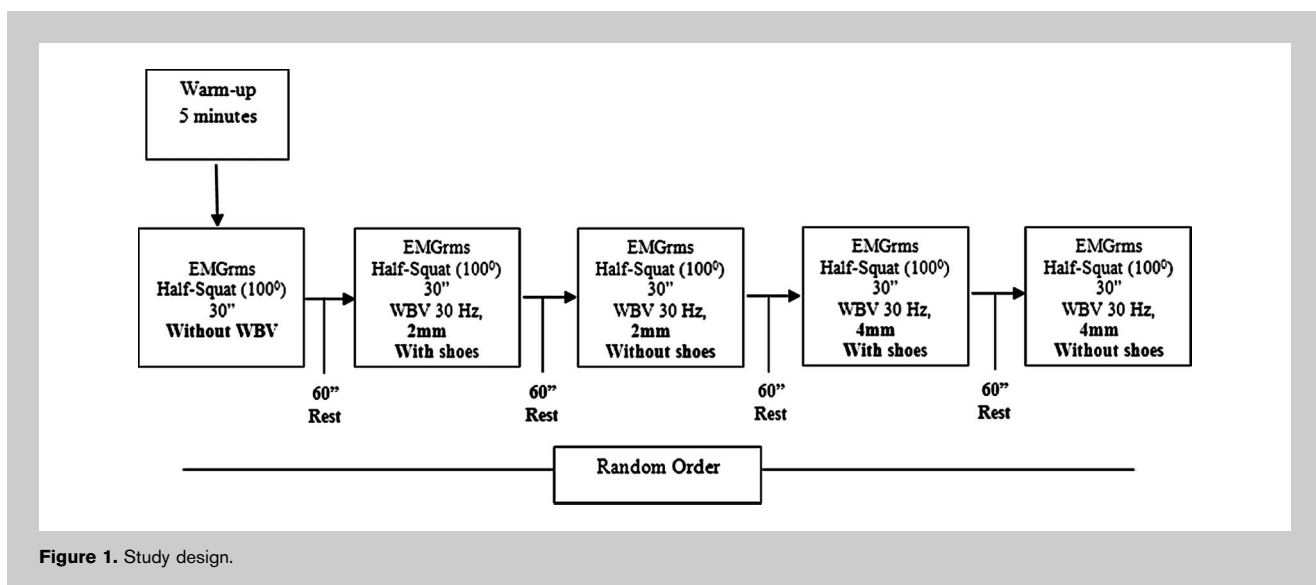 Warm-up
5 minutes
EMGrms
Half-Squat (100⁰)
30”
Without WBV
EMGrms
Half-Squat (100⁰)
30”
WBV 30 Hz,
2mm
With shoes
EMGrms
Half-Squat (100⁰)
30”
WBV 30 Hz,
2mm
Without shoes
EMGrms
Half-Squat (100⁰)
30”
WBV 30 Hz,
4mm
With shoes
EMGrms
Half-Squat (100⁰)
30”
WBV 30 Hz,
4mm
Without shoes
60”
Rest
60”
Rest
60”
Rest
60”
Rest
Random Order
Figure 1. Study design.